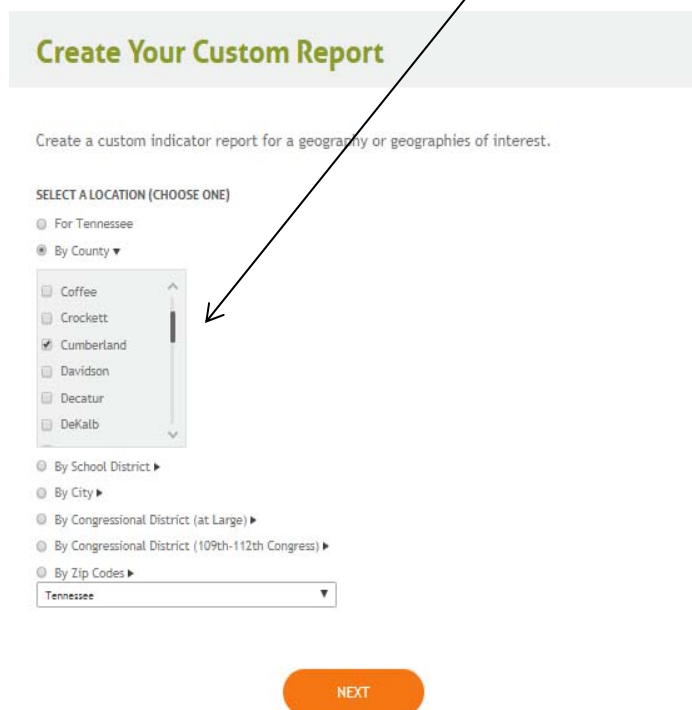 Create Your Custom Report
Create a custom indicator report for a geography or geographies of interest.
SELECT A LOCATION (CHOOSE ONE)
For Tennessee
By County ▼
Coffee
Crockett
Cumberland
Davidson
Decatur
DeKalb
By School District ▶
By City ▶
By Congressional District (at Large) ▶
By Congressional District (109th-112th Congress) ▶
By Zip Codes ▶
Tennessee ▼
NEXT